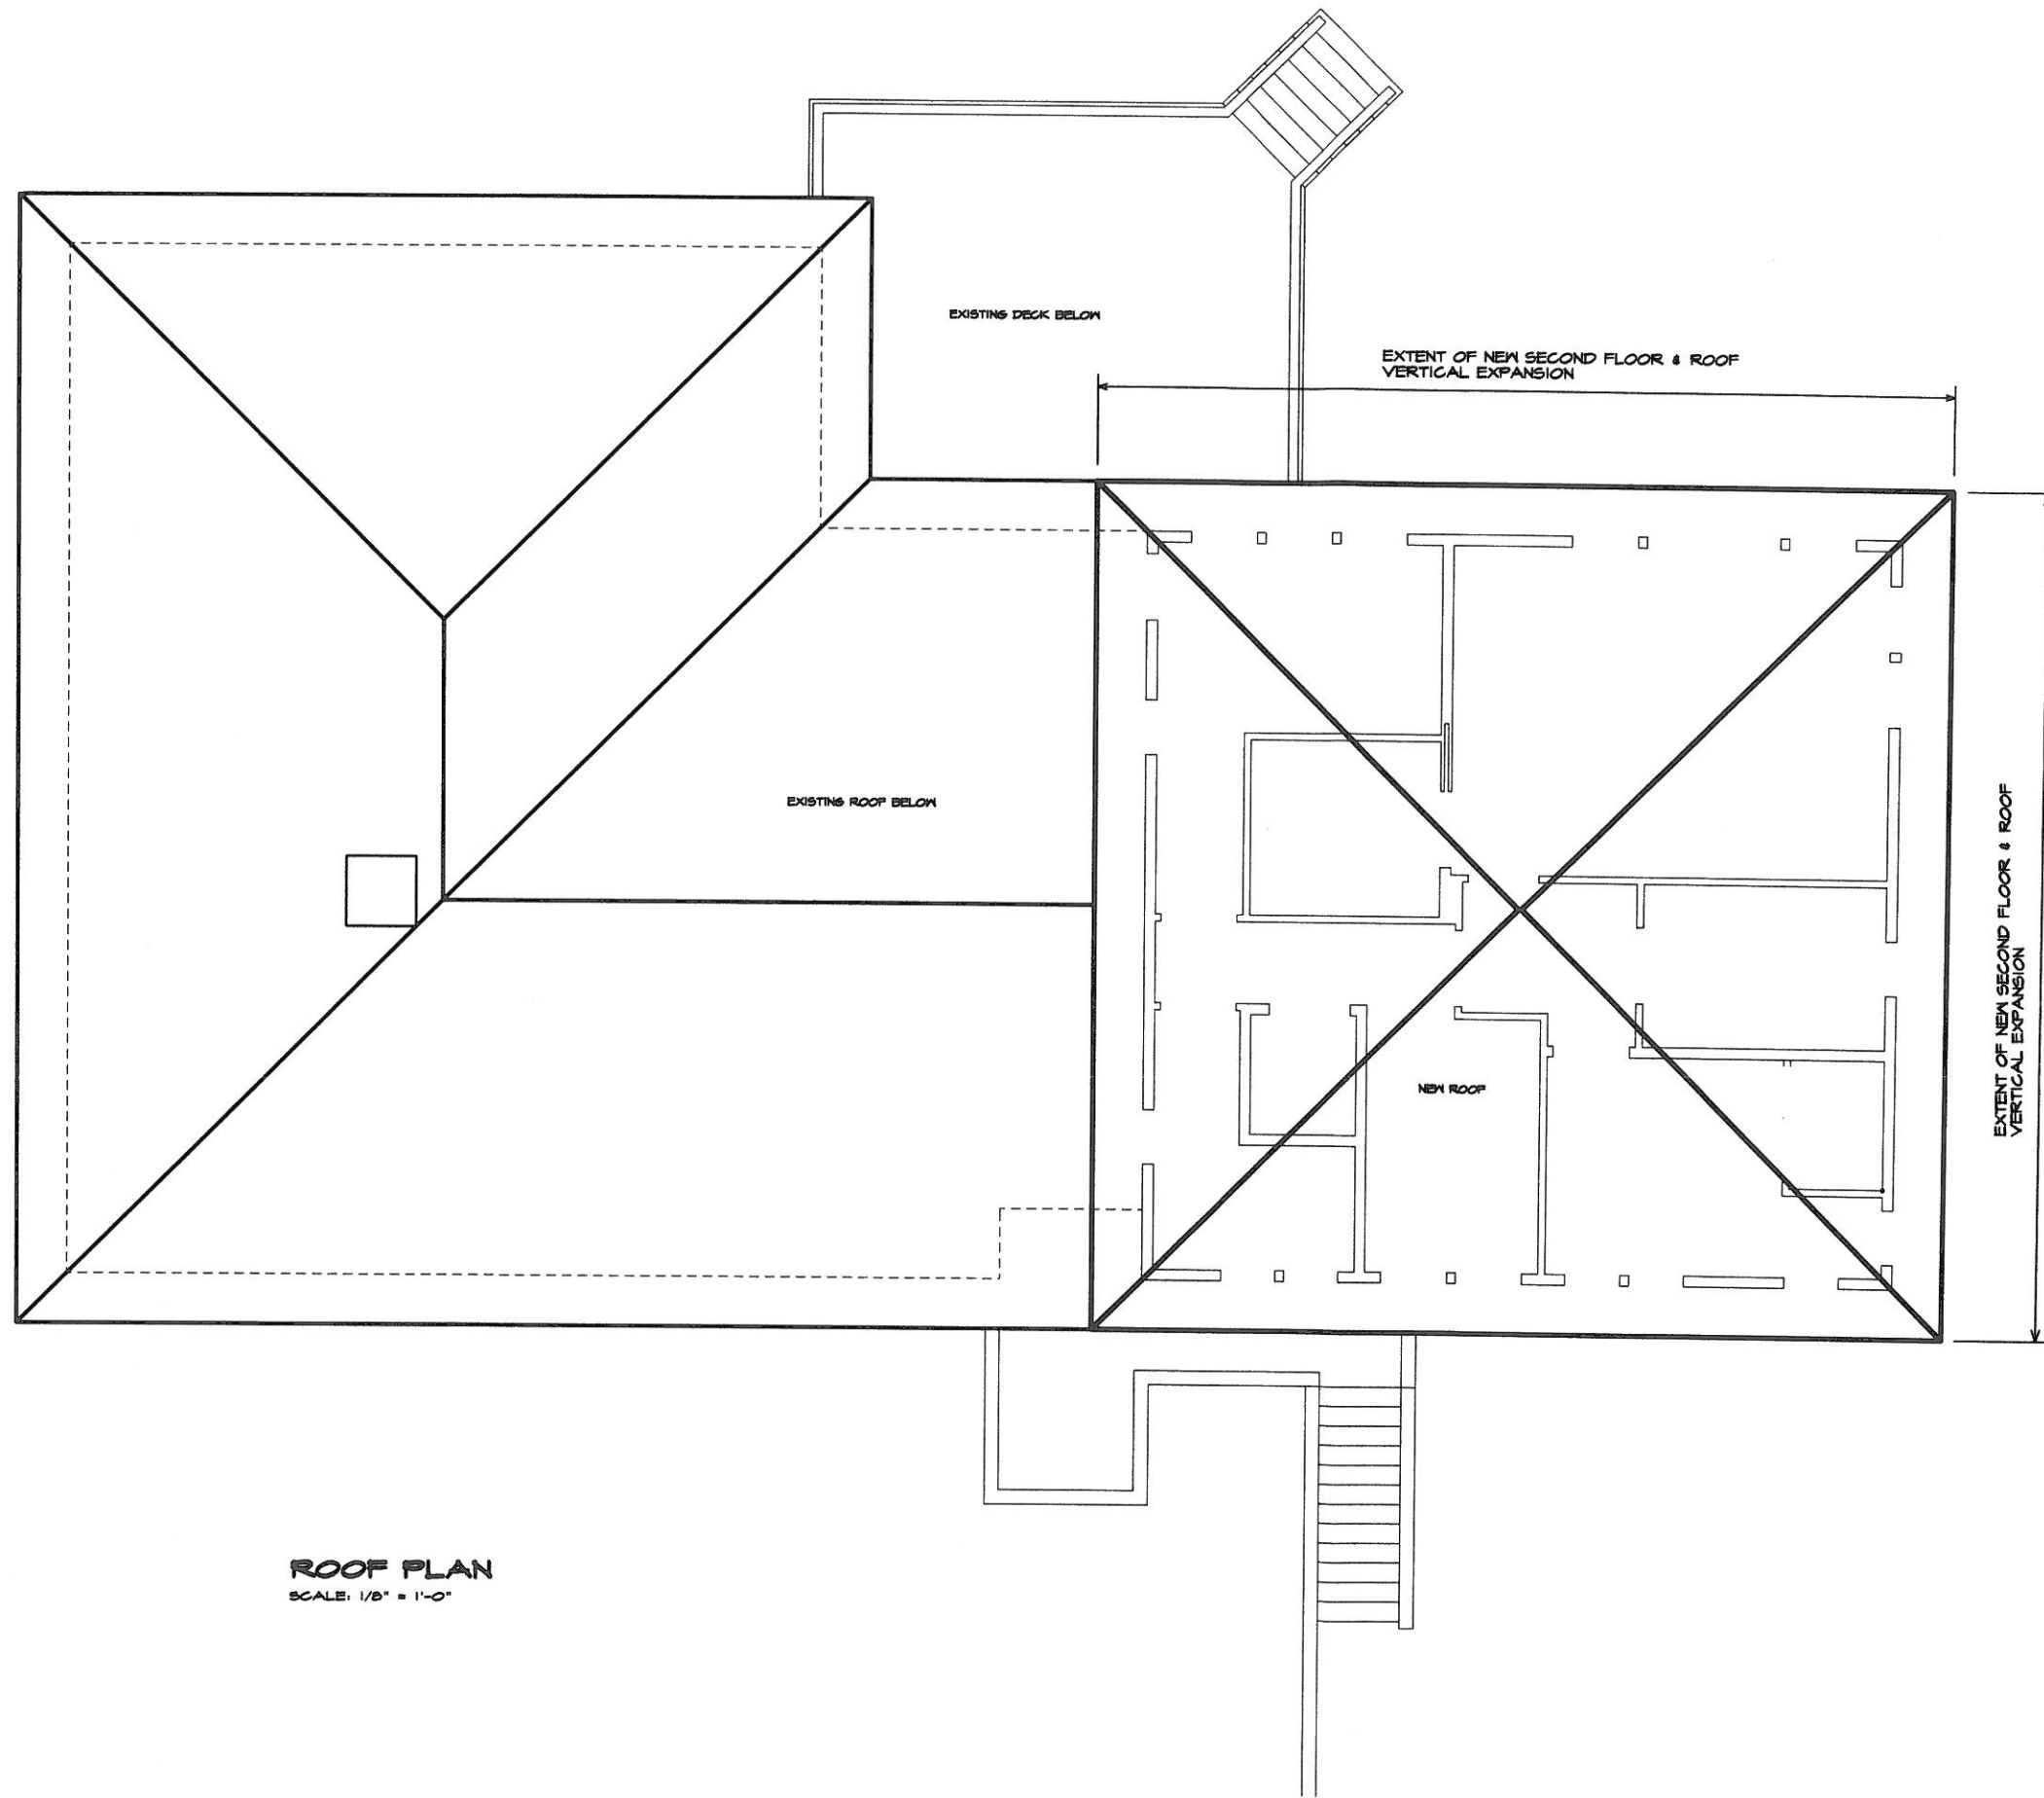 EXISTING DECK BELOW
EXTENT OF NEW SECOND FLOOR & ROOF
VERTICAL EXPANSION
EXISTING ROOF BELOW
EXTENT OF NEW SECOND FLOOR & ROOF
VERTICAL EXPANSION
NEW ROOF
ROOF PLAN
SCALE: 1/8" = 1'-0"